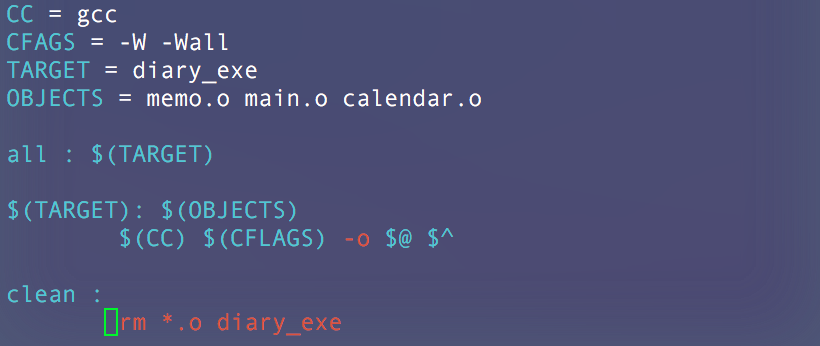 CC = gcc
CFAGS = -W -Wall
TARGET = diary_exe
OBJECTS = memo.o main.o calendar.o
all : $(TARGET)
$(TARGET): $(OBJECTS)
$(CC) $(CFLAGS) -o $@ $^
clean :
rm *.o diary_exe